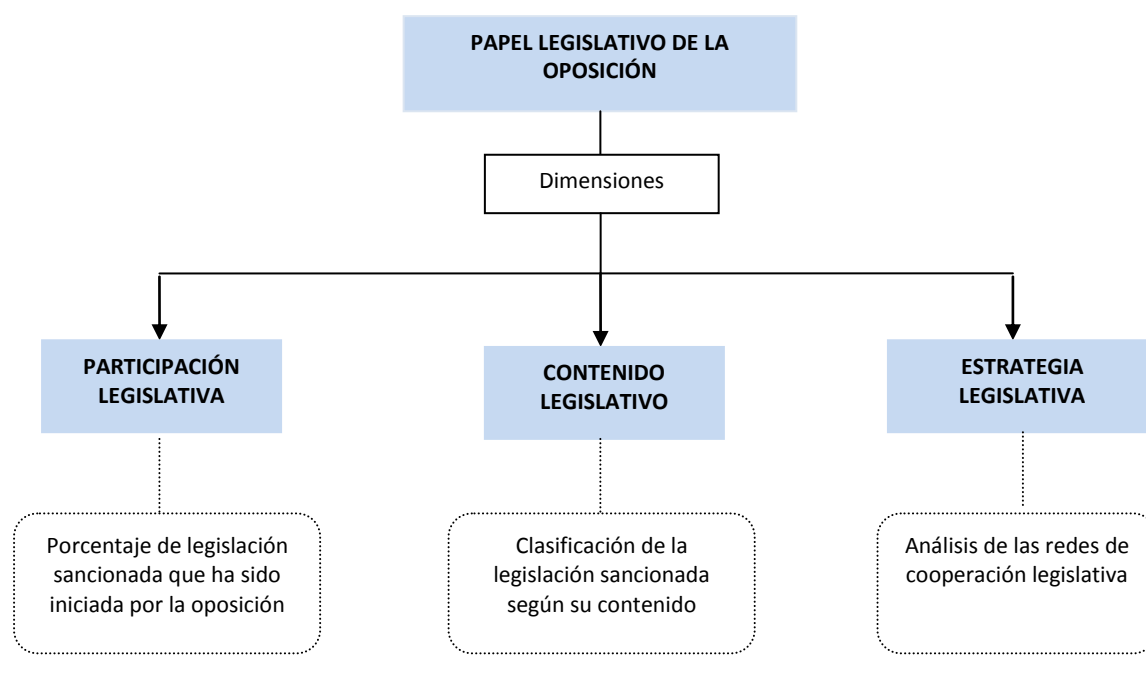 PAPEL LEGISLATIVO DE LA
OPOSICIÓN
Dimensiones
PARTICIPACIÓN
LEGISLATIVA
CONTENIDO
LEGISLATIVO
ESTRATEGIA
LEGISLATIVA
Porcentaje de legislación
sancionada que ha sido
iniciada por la oposición
Clasificación de la
legislación sancionada
según su contenido
Análisis de las redes de
cooperación legislativa